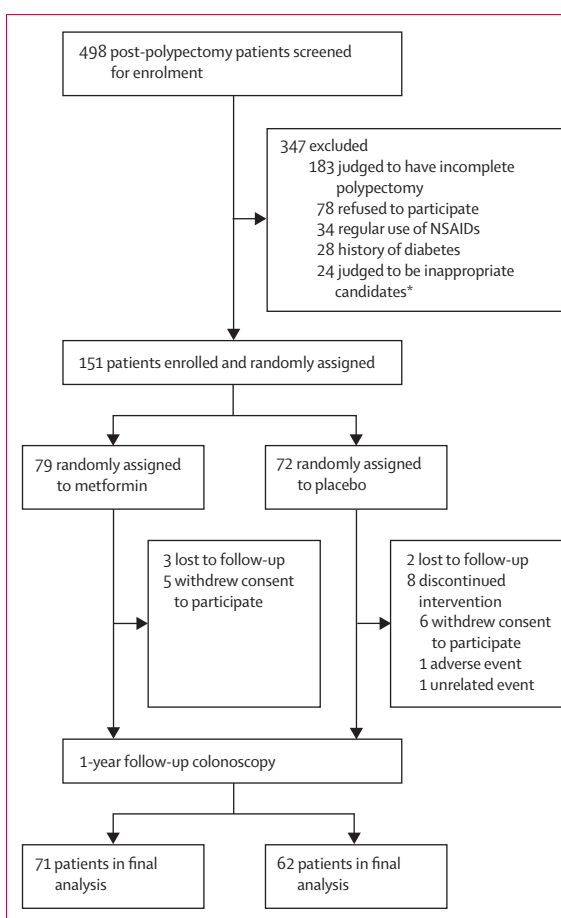 498 post-polypectomy patients screened
for enrolment
347 excluded
183 judged to have incomplete
polypectomy
78 refused to participate
34 regular use of NSAIDs
28 history of diabetes
24 judged to be inappropriate
candidates*
151 patients enrolled and randomly assigned
79 randomly assigned
to metformin
72 randomly assigned
to placebo
3 lost to follow-up
5 withdrew consent
to participate
2 lost to follow-up
8 discontinued
intervention
6 withdrew consent
to participate
1 adverse event
1 unrelated event
1-year follow-up colonoscopy
71 patients in final
analysis
62 patients in final
analysis